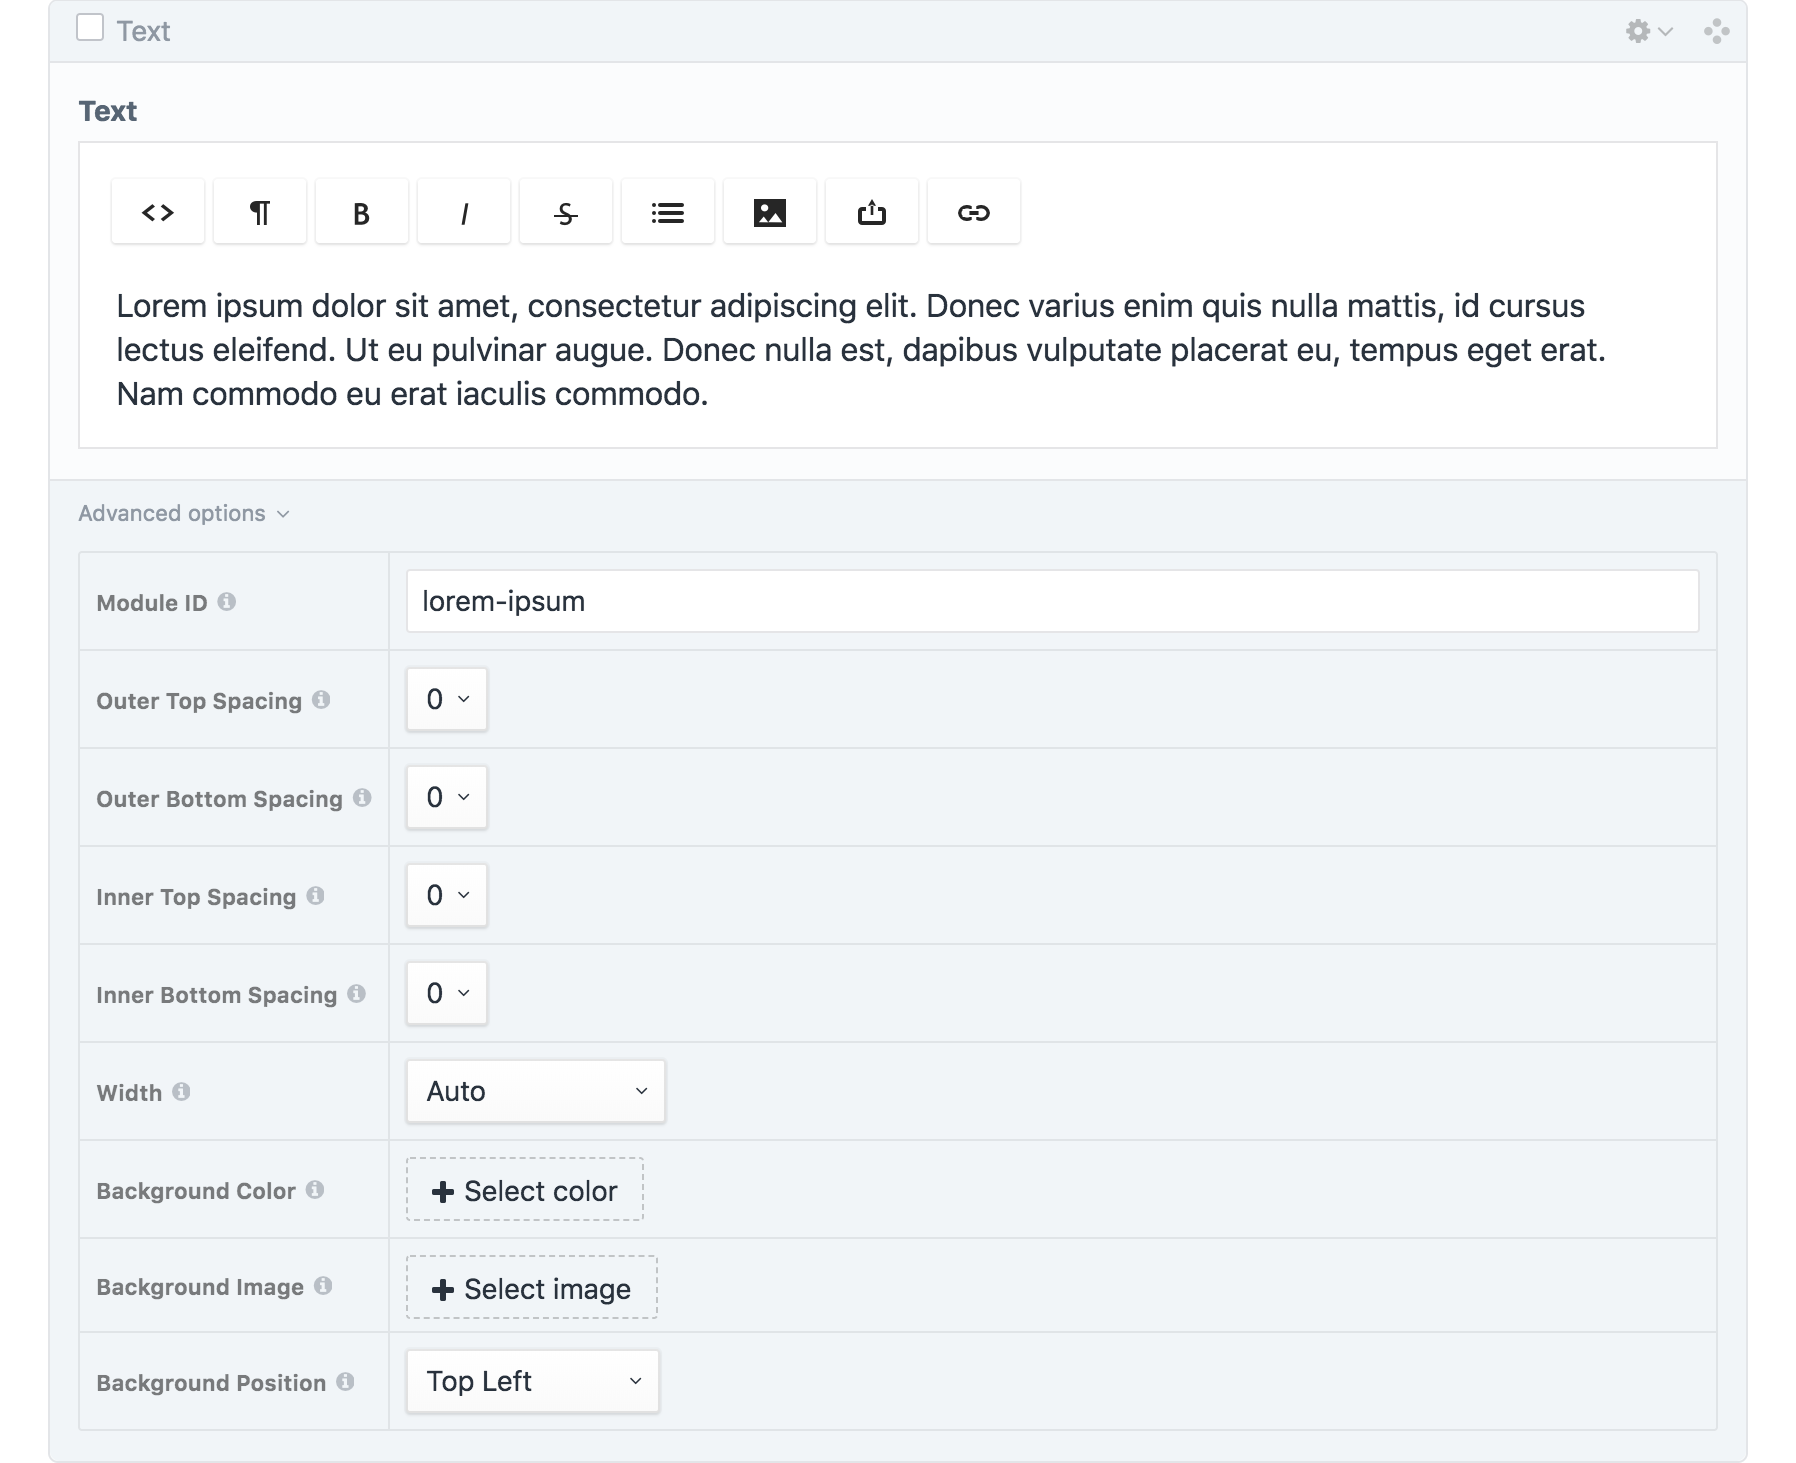 Text
Text
<> ¶ B I S
Lorem ipsum dolor sit amet, consectetur adipiscing elit. Donec varius enim quis nulla mattis, id cursus
lectus eleifend. Ut eu pulvinar augue. Donec nulla est, dapibus vulputate placerat eu, tempus eget erat.
Nam commodo eu erat iaculis commodo.
Advanced options
Module ID lorem-ipsum
Outer Top Spacing 0
Outer Bottom Spacing 0
Inner Top Spacing 0
Inner Bottom Spacing 0
Width Auto
Background Color + Select color
Background Image + Select image
Background Position Top Left